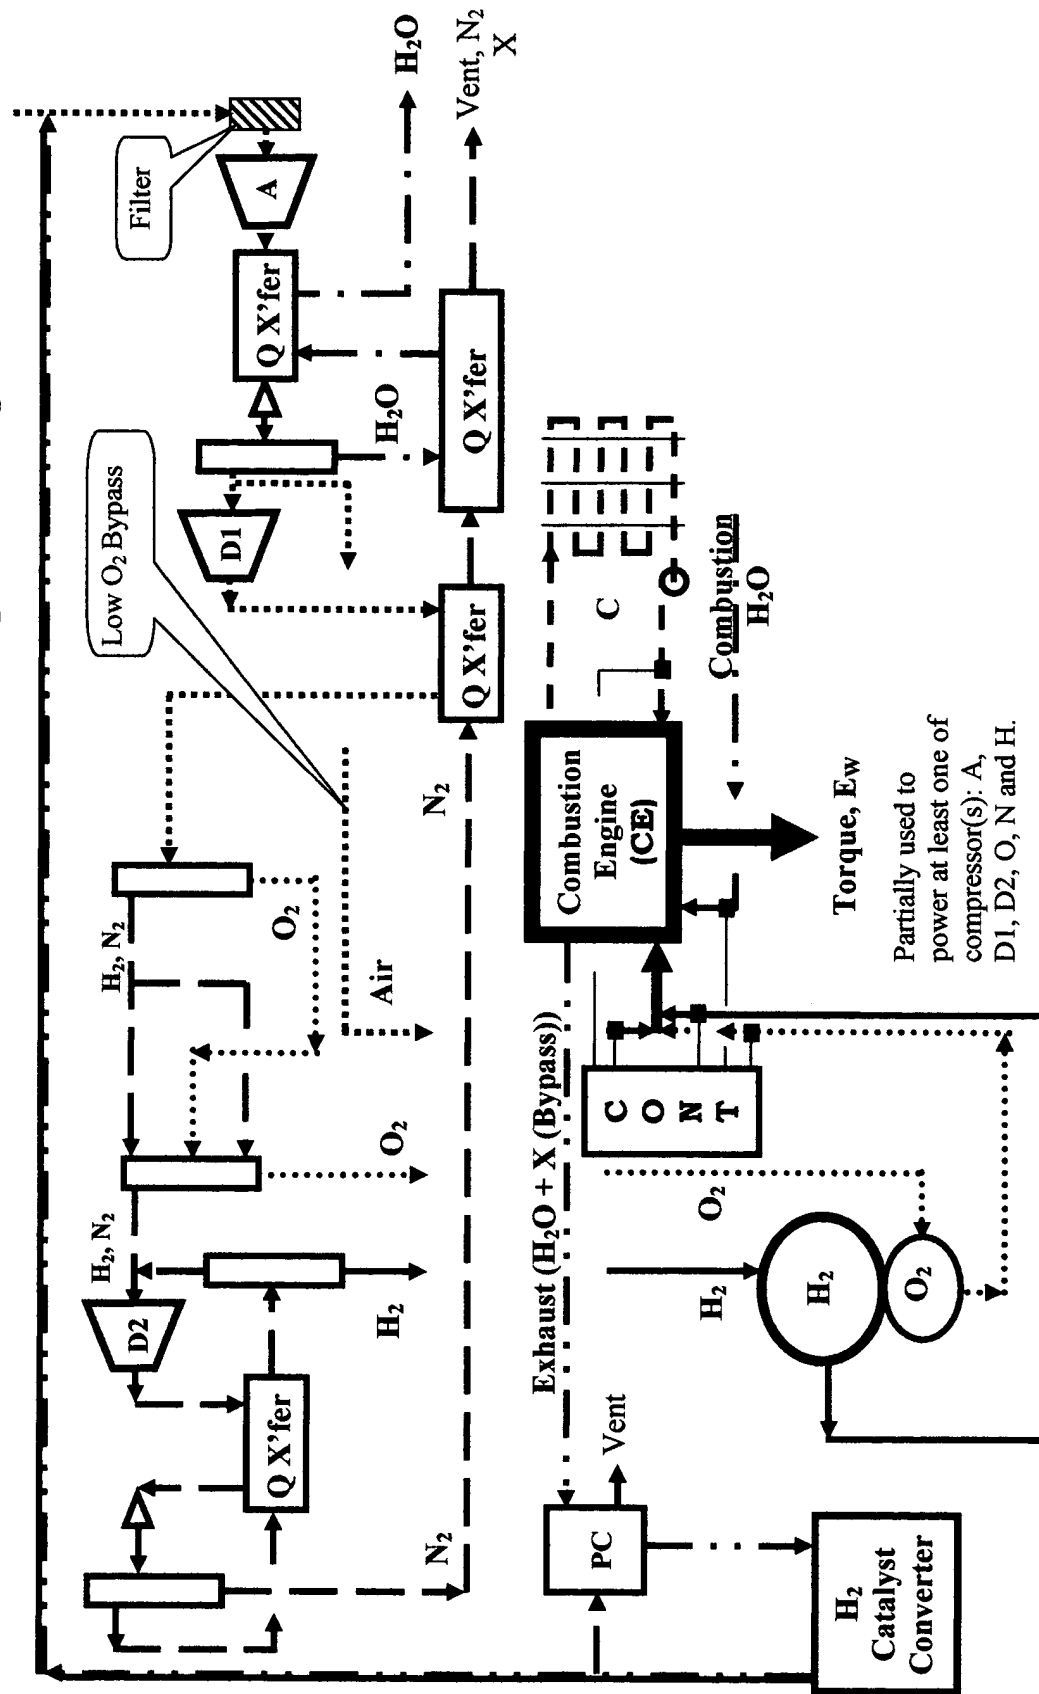 Filter
A
Q X'fer
H₂O
H₂O
Vent, N₂
X
Q X'fer
D1
Low O₂ Bypass
Q X'fer
N₂
H₂, N₂
O₂
Air
O₂
H₂, N₂
D2
H₂
Q X'fer
N₂
Combustion
Engine
(CE)
C
Combustion
H₂O
Torque, Ew
Partially used to
power at least one of
compressor(s): A,
D1, D2, O, N and H.
C
O
N
T
Exhaust (H₂O + X (Bypass))
O₂
H₂
H₂
O₂
PC
Vent
H₂
Catalyst
Converter